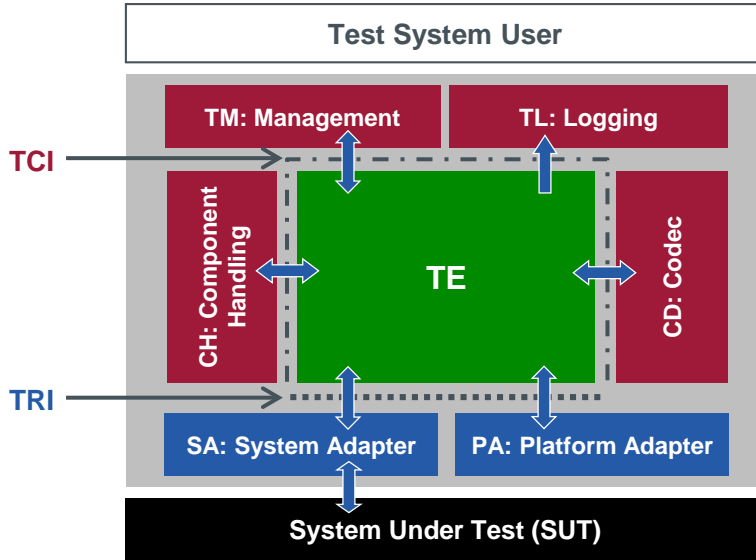 Test System User
TM: Management
TL: Logging
TCI
CH: Component
Handling
TE
CD: Codec
TRI
SA: System Adapter
PA: Platform Adapter
System Under Test (SUT)